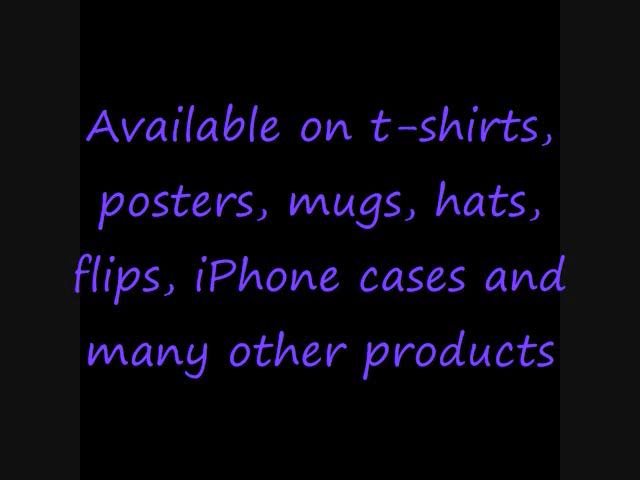 Available on t-shirts,
posters, mugs, hats,
flips, iPhone cases and
many other products